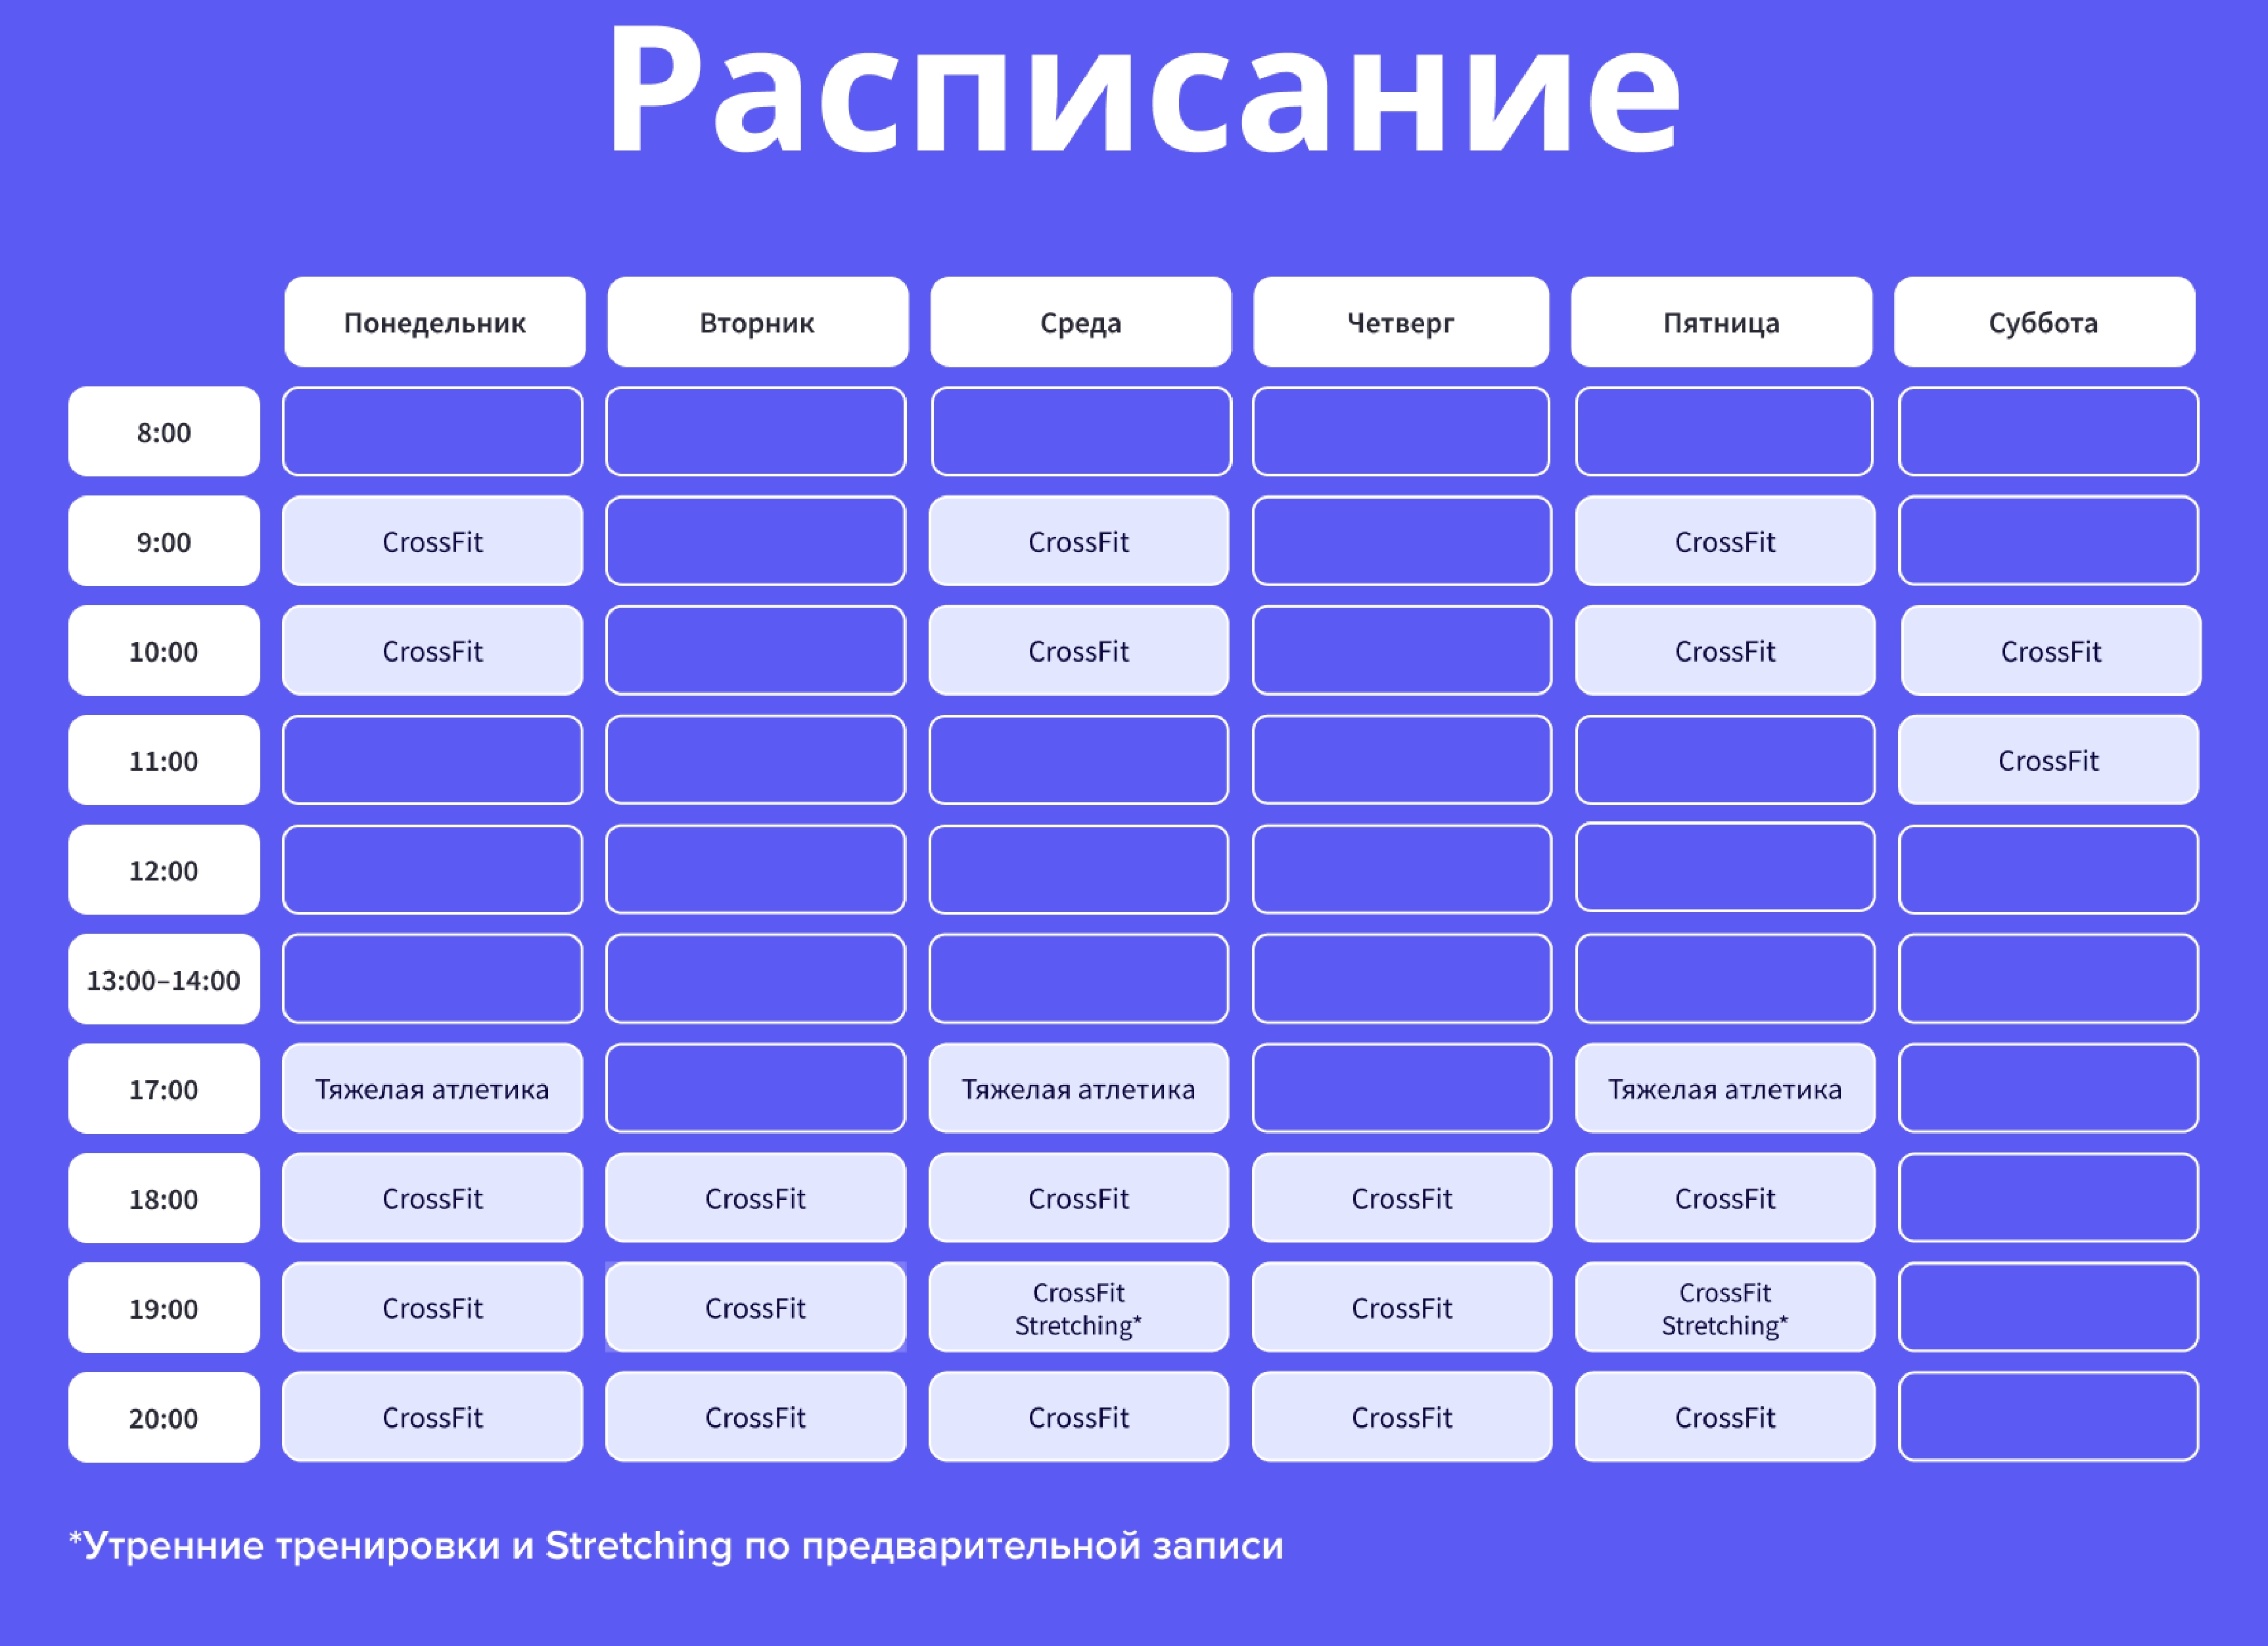 Расписание
Понедельник Вторник Среда Четверг Пятница Суббота
8:00
9:00 CrossFit CrossFit CrossFit
10:00 CrossFit CrossFit CrossFit CrossFit
11:00 CrossFit
12:00
13:00–14:00
17:00 Тяжелая атлетика Тяжелая атлетика Тяжелая атлетика
18:00 CrossFit CrossFit CrossFit CrossFit CrossFit
19:00 CrossFit CrossFit CrossFit Stretching* CrossFit CrossFit Stretching*
20:00 CrossFit CrossFit CrossFit CrossFit CrossFit
*Утренние тренировки и Stretching по предварительной записи